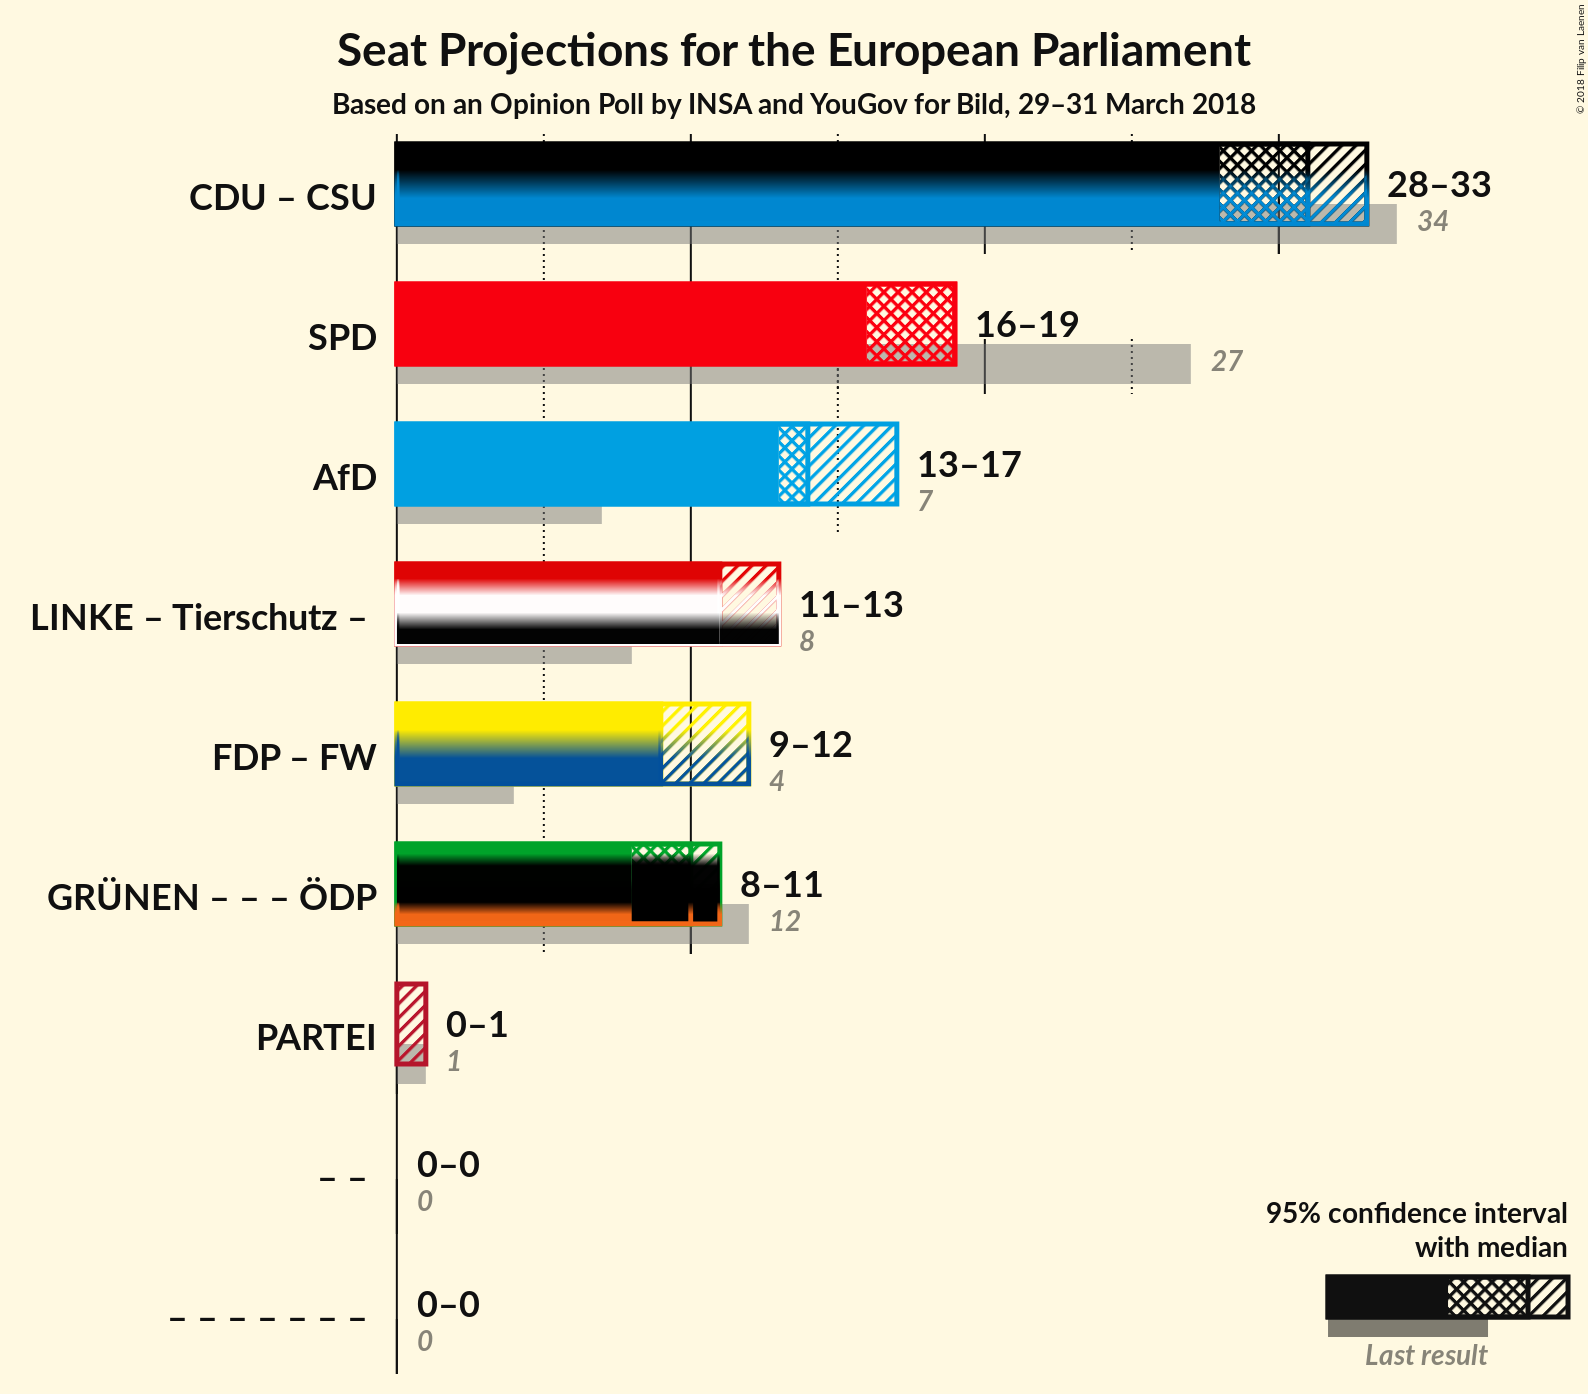 Seat Projections for the European Parliament
Based on an Opinion Poll by INSA and YouGov for Bild, 29–31 March 2018
© 2018 Filip van Laenen
CDU – CSU
28–33
34
SPD
16–19
27
AfD
13–17
7
LINKE – Tierschutz –
11–13
8
FDP – FW
9–12
4
GRÜNEN – – – ÖDP
8–11
12
PARTEI
0–1
1
– –
0–0
0
– – – – – – –
0–0
0
95% confidence interval
with median
Last result